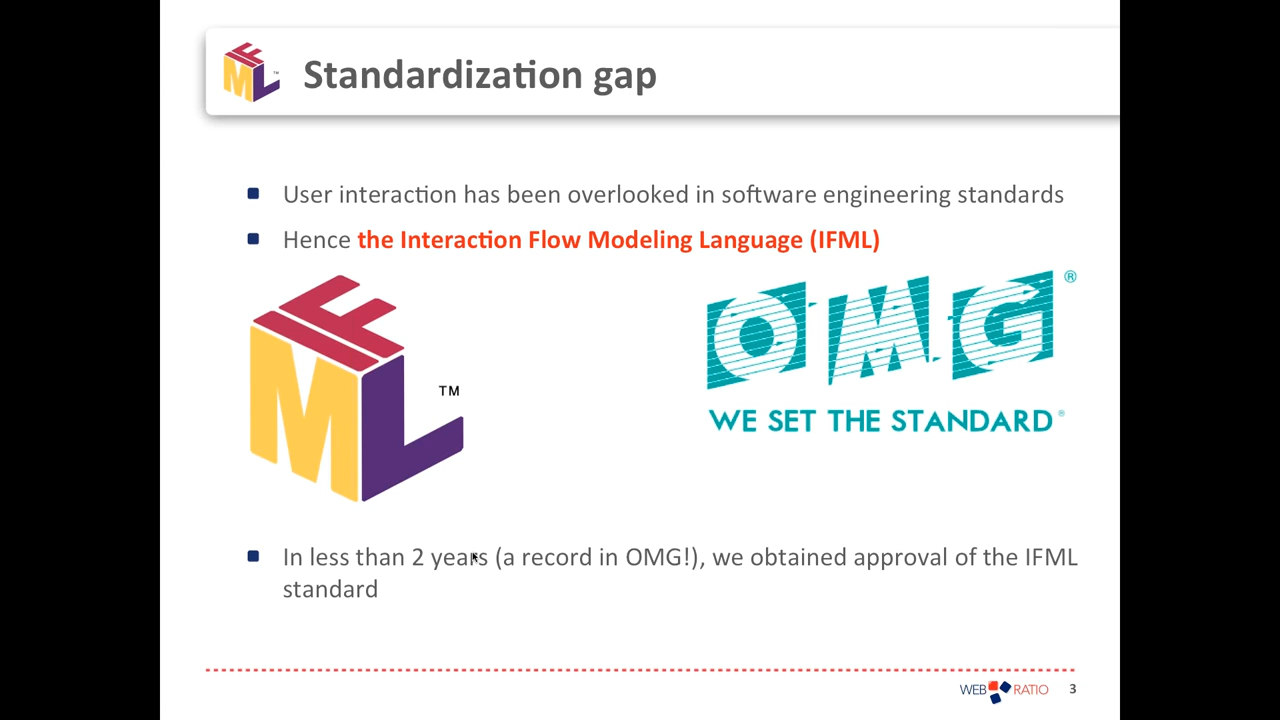 IFML™
Standardization gap
User interaction has been overlooked in software engineering standards
Hence the Interaction Flow Modeling Language (IFML)
IFML
TM
OMG®
WE SET THE STANDARD®
In less than 2 years (a record in OMG!), we obtained approval of the IFML
standard
WEB RATIO
3